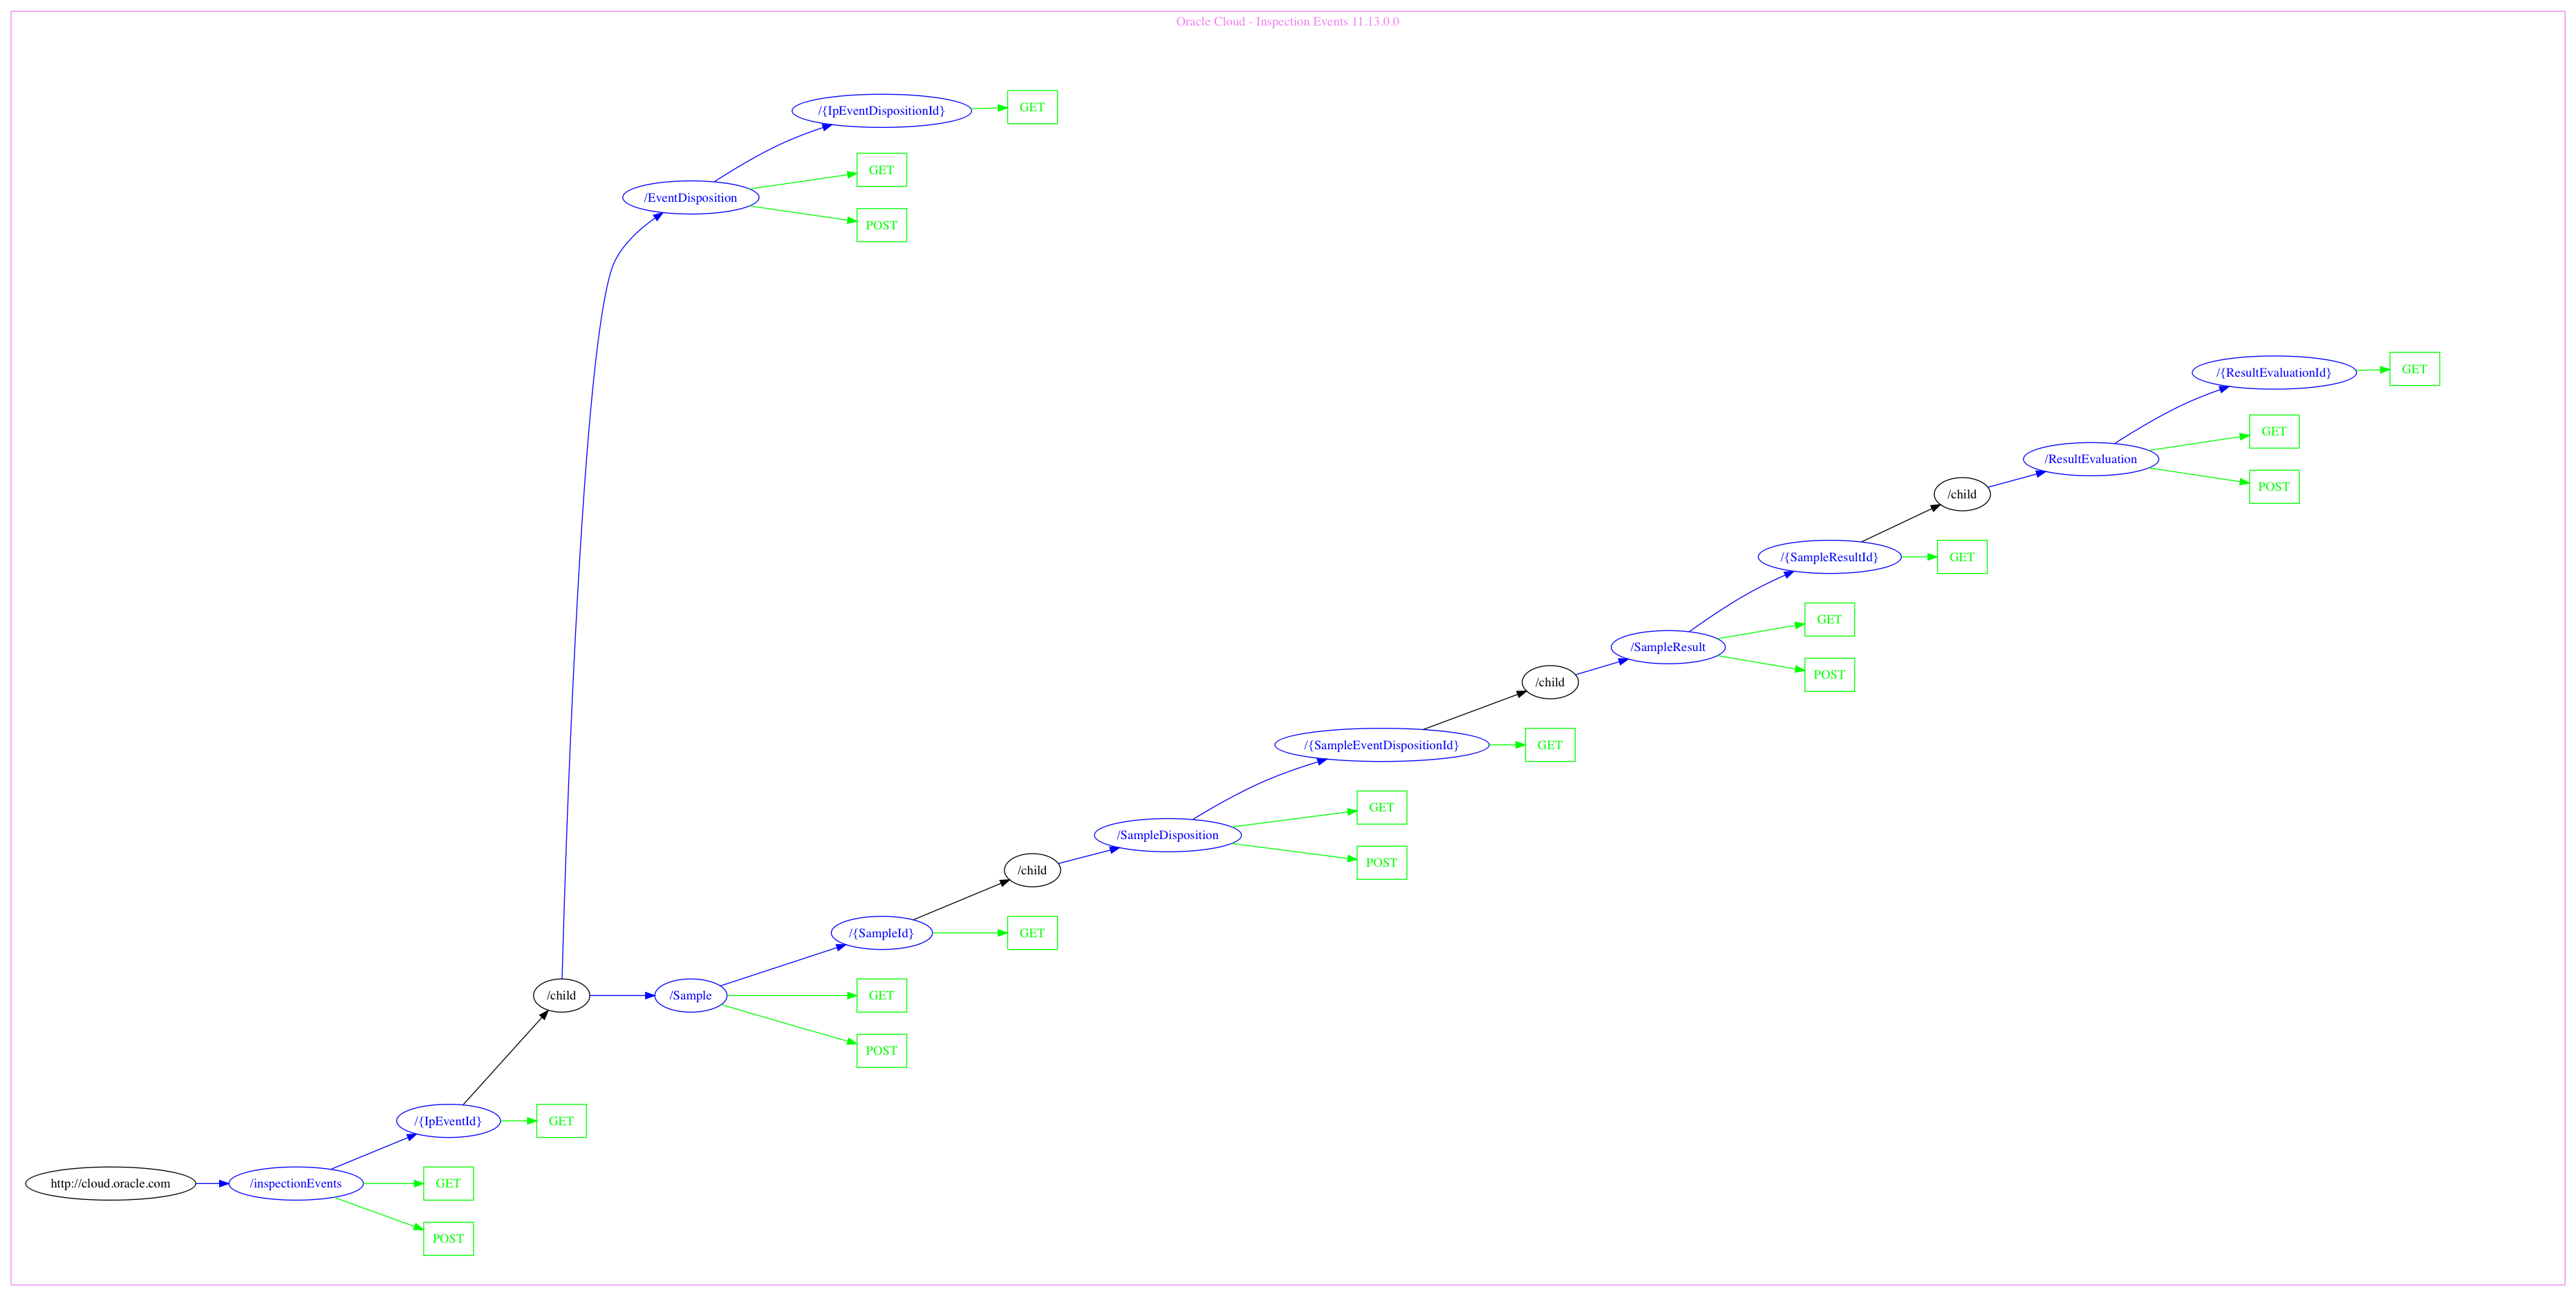 Oracle Cloud - Inspection Events 11.13.0.0
/{IpEventDispositionId}
GET
/EventDisposition
GET
POST
/{ResultEvaluationId}
GET
/ResultEvaluation
GET
POST
/child
/{SampleResultId}
GET
/SampleResult
GET
POST
/child
/{SampleEventDispositionId}
GET
/SampleDisposition
GET
POST
/child
/{SampleId}
GET
/child
/Sample
GET
POST
/{IpEventId}
GET
http://cloud.oracle.com
/inspectionEvents
GET
POST